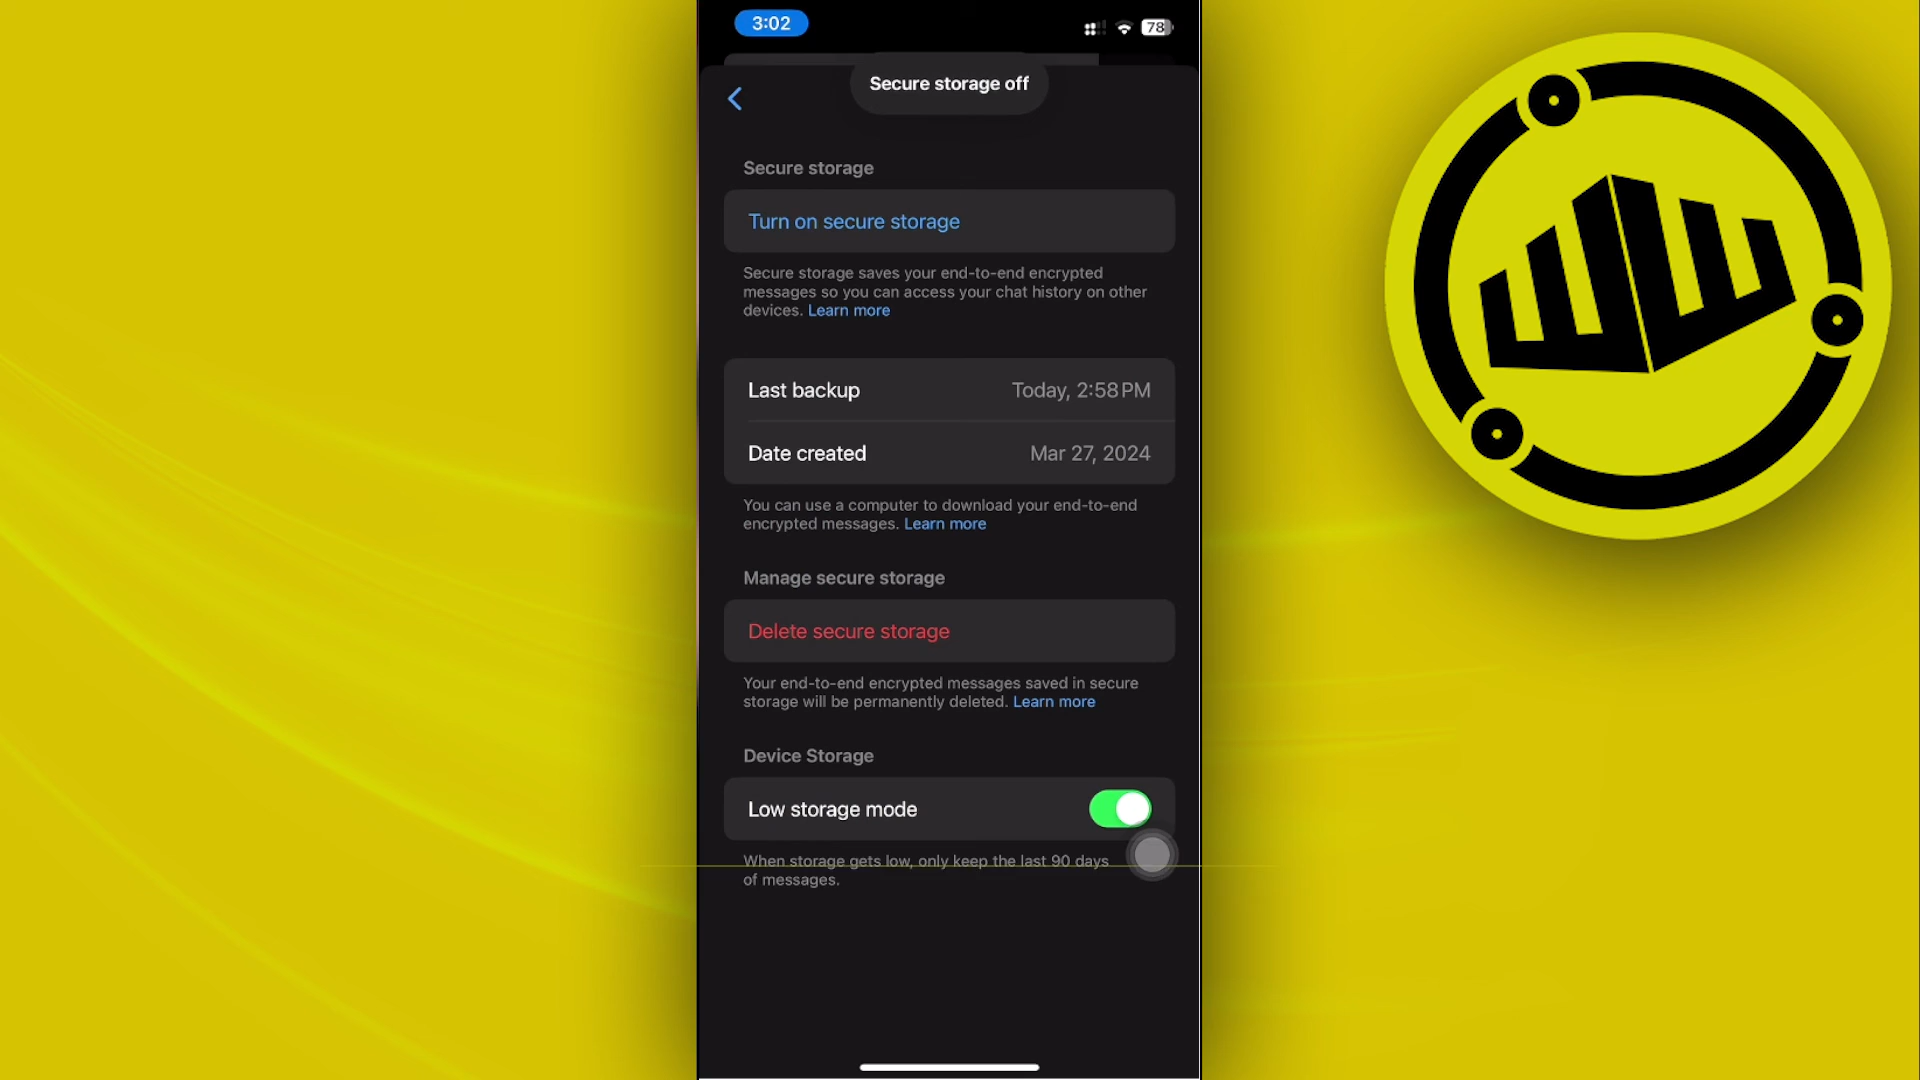 3:02
78
Secure storage off
Secure storage
Turn on secure storage
Secure storage saves your end-to-end encrypted
messages so you can access your chat history on other
devices. Learn more
Last backup Today, 2:58 PM
Date created Mar 27, 2024
You can use a computer to download your end-to-end
encrypted messages. Learn more
Manage secure storage
Delete secure storage
Your end-to-end encrypted messages saved in secure
storage will be permanently deleted. Learn more
Device Storage
Low storage mode
When storage gets low, only keep the last 90 days
of messages.